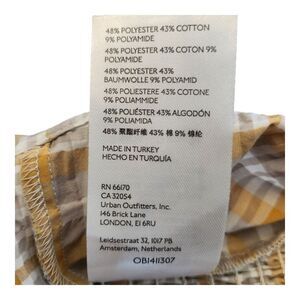 48% POLYESTER 43% COTTON
9% POLYAMIDE
48% POLYESTER 43% COTON 9%
POLYAMIDE
48% POLYESTER 43%
BAUMWOLLE 9% POLYAMID
48% POLIESTERE 43% COTONE
9% POLIAMMIDE
48% POLIÉSTER 43% ALGODÓN
9% POLIAMIDA
48% 聚酯纤维 43% 棉 9% 锦纶
MADE IN TURKEY
HECHO EN TURQUÍA
RN 66170
CA 32054
Urban Outfitters, Inc.
146 Brick Lane
LONDON, E1 6RU
Leidsestraat 32, 1017 PB
Amsterdam, Netherlands
OB1411307